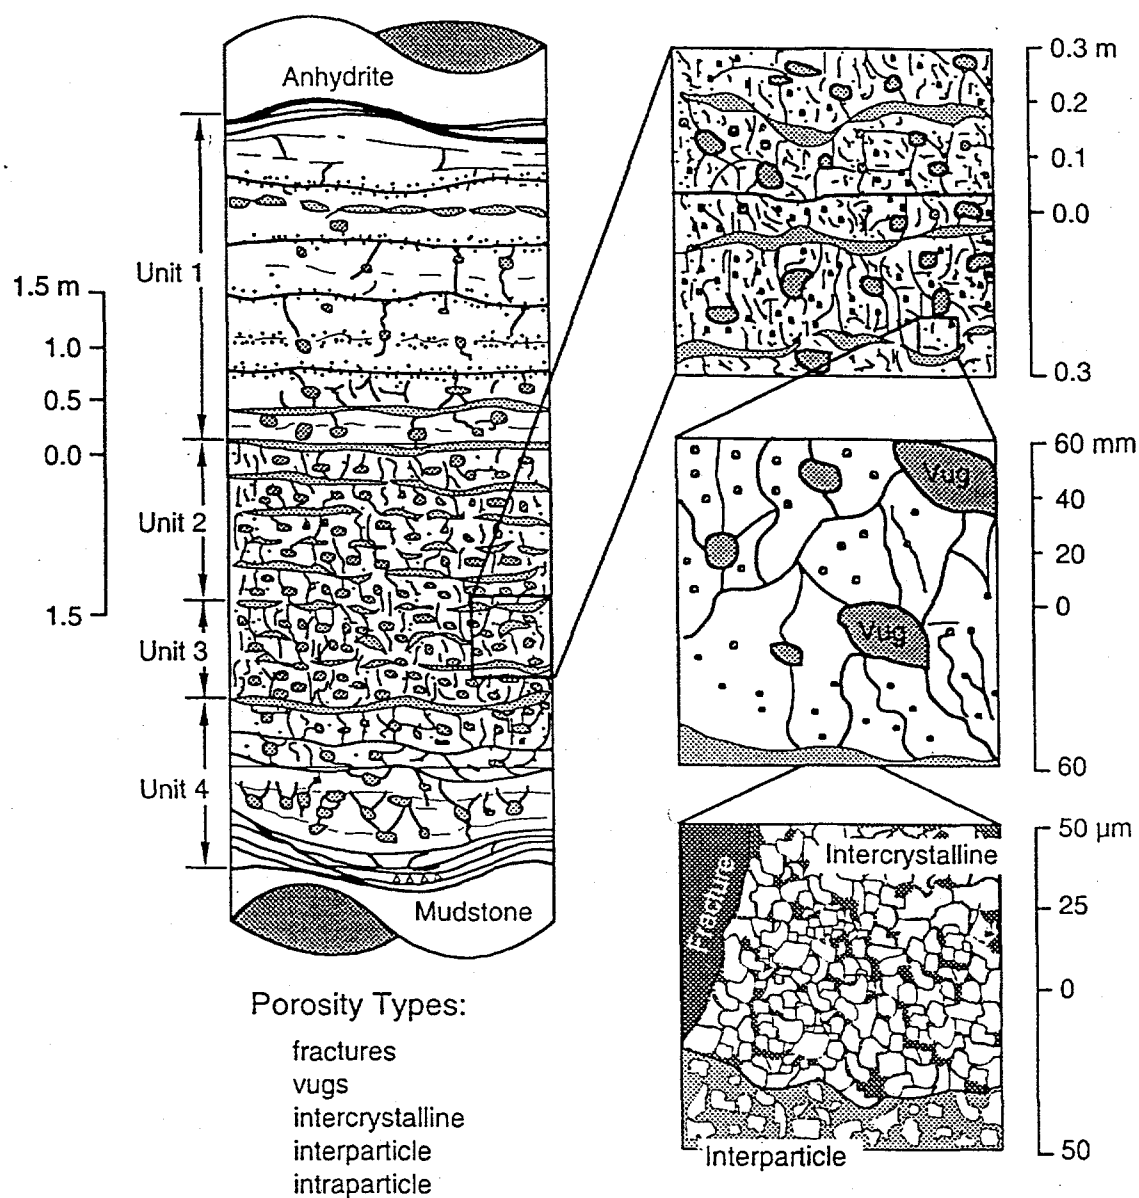 Anhydrite
Unit 1
1.5 m
1.0
0.5
0.0
1.5
Unit 2
Unit 3
Unit 4
Mudstone
Porosity Types:
fractures
vugs
intercrystalline
interparticle
intraparticle
0.3 m
0.2
0.1
0.0
0.3
Vug
Vug
60 mm
40
20
0
60
Fracture
Intercrystalline
Interparticle
50 µm
25
0
50